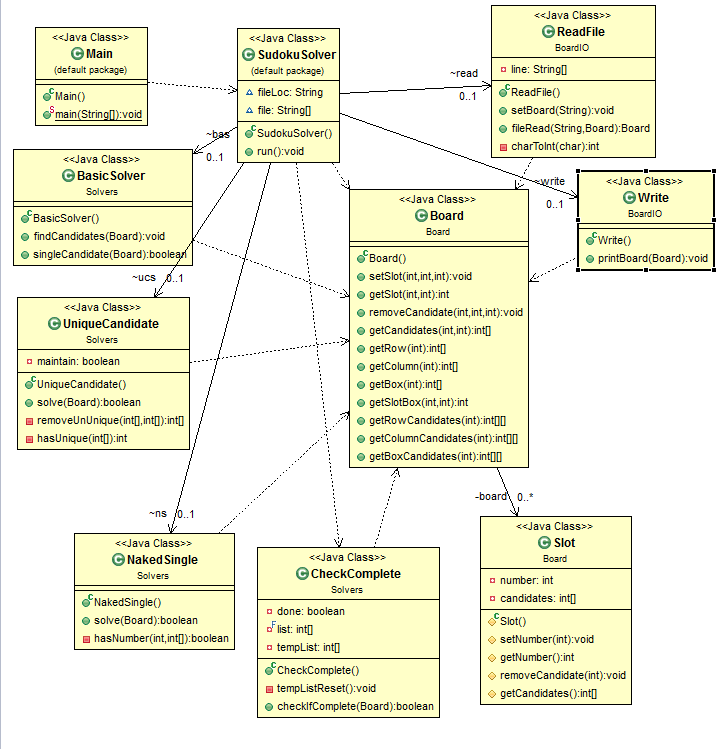 <<Java Class>>
Main
(default package)
Main()
main(String[]):void
<<Java Class>>
SudokuSolver
(default package)
fileLoc: String
file: String[]
SudokuSolver()
run():void
<<Java Class>>
ReadFile
BoardIO
line: String[]
ReadFile()
setBoard(String):void
fileRead(String,Board):Board
charToInt(char):int
~read
0..1
~bas
0..1
~write
0..1
<<Java Class>>
BasicSolver
Solvers
BasicSolver()
findCandidates(Board):void
singleCandidate(Board):boolean
<<Java Class>>
Board
Board
Board()
setSlot(int,int,int):void
getSlot(int,int):int
removeCandidate(int,int,int):void
getCandidates(int,int):int[]
getRow(int):int[]
getColumn(int):int[]
getBox(int):int[]
getSlotBox(int,int):int
getRowCandidates(int):int[][]
getColumnCandidates(int):int[][]
getBoxCandidates(int):int[][]
<<Java Class>>
Write
BoardIO
Write()
printBoard(Board):void
~ucs
0..1
<<Java Class>>
UniqueCandidate
Solvers
maintain: boolean
UniqueCandidate()
solve(Board):boolean
removeUnUnique(int[],int[]):int[]
hasUnique(int[]):int
~ns
0..1
-board
0..*
<<Java Class>>
NakedSingle
Solvers
NakedSingle()
solve(Board):boolean
hasNumber(int,int[]):boolean
<<Java Class>>
CheckComplete
Solvers
done: boolean
list: int[]
tempList: int[]
CheckComplete()
tempListReset():void
checkIfComplete(Board):boolean
<<Java Class>>
Slot
Board
number: int
candidates: int[]
Slot()
setNumber(int):void
getNumber():int
removeCandidate(int):void
getCandidates():int[]